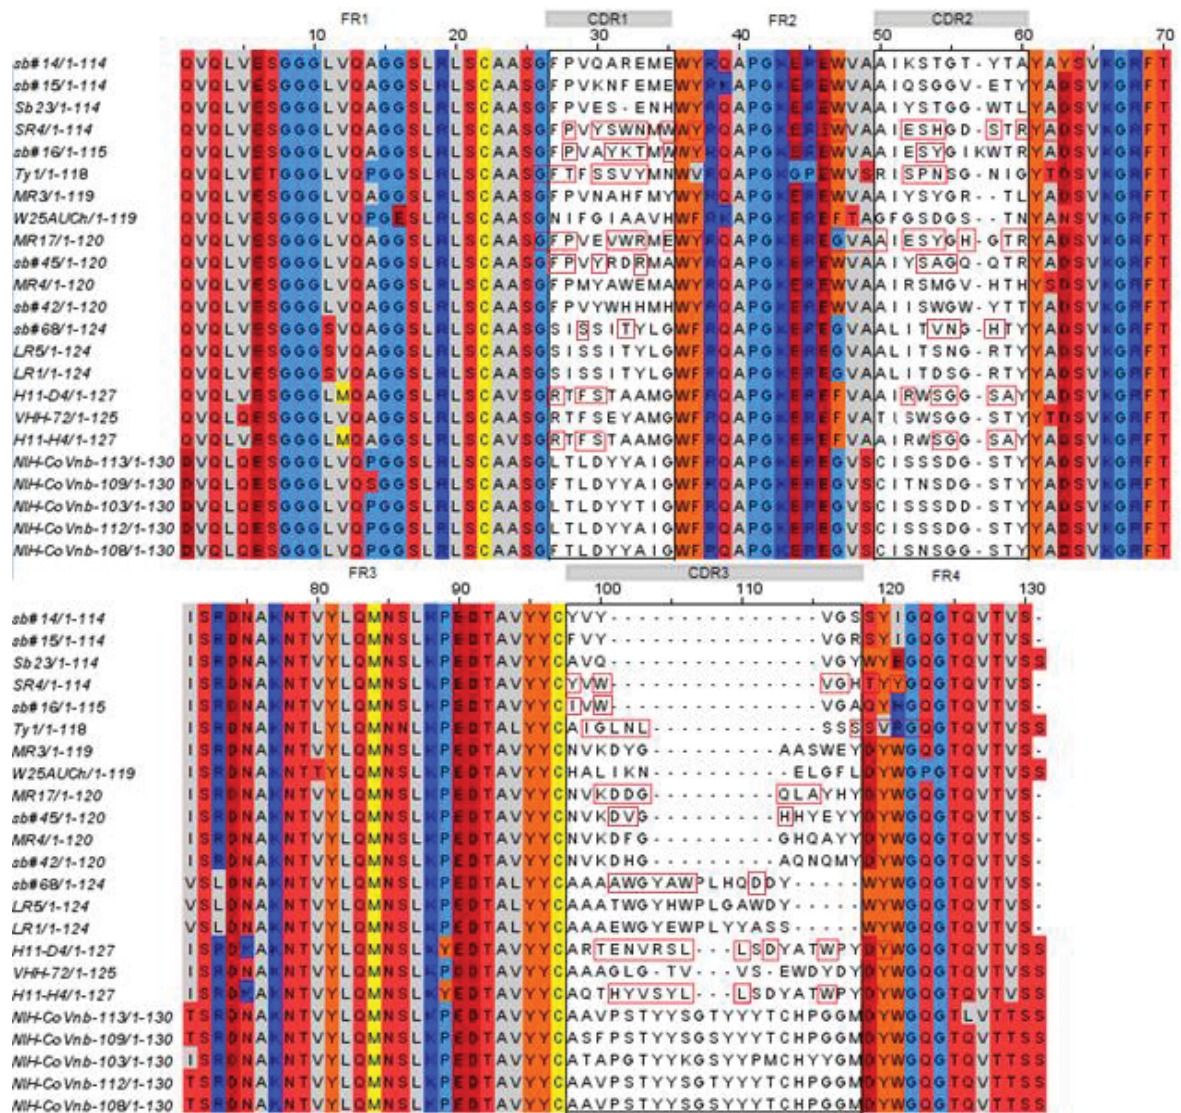 FR1 CDR1 FR2 CDR2
10 20 30 40 50 60 70
sb#14/1-114 QVQLVESGGGLVQAGGSLRLSCAASGFPVQAREMEWYRQAPGKEREWVAAIKSTGT-YTAYAYSVKGRFT
sb#15/1-114 QVQLVESGGGLVQAGGSLRLSCAASGFPVKNFEMEWYRKAPGKEREWVAAIQSGGV-ETYYADSVKGRFT
Sb23/1-114 QVQLVESGGGLVQAGGSLRLSCAASGFPVES-ENHWYRQAPGKEREWVAAIYSTGG-WTLYADSVKGRFT
SR4/1-114 QVQLVESGGGLVQAGGSLRLSCAASGFPVYSWNMWWYRQAPGKEREWVAAIESHGD-STRYADSVKGRFT
sb#16/1-115 QVQLVESGGGLVQAGGSLRLSCAASGFPVAYKTMWWYRQAPGKEREWVAAIESYGIKWTRYADSVKGRFT
Ty1/1-118 QVQLVETGGGLVQPGGSLRLSCAASGFTFSSVYMNWVRQAPGKGPEWVSRISPNSG-NIGYTDSVKGRFT
MR3/1-119 QVQLVESGGGLVQAGGSLRLSCAASGFPVNAHFMYWYRQAPGKEREWVAAIYSYGR--TLYADSVKGRFT
W25AUCh/1-119 QVQLVESGGGLVQPGESLRLSCAASGNIFGIAAVHWFRKAPGKEREFTAGFGSDGS--TNYANSVKGRFT
MR17/1-120 QVQLVESGGGLVQAGGSLRLSCAASGFPVEVWRMEWYRQAPGKEREGVAAIESYGH-GTRYADSVKGRFT
sb#45/1-120 QVQLVESGGGLVQAGGSLRLSCAASGFPVYRDRMAWYRQAPGKEREWVAAIYSAGQ-QTRYADSVKGRFT
MR4/1-120 QVQLVESGGGLVQAGGSLRLSCAASGFPMYAWEMAWYRQAPGKEREWVAAIRSMGV-HTHYSDSVKGRFT
sb#42/1-120 QVQLVESGGGLVQAGGSLRLSCAASGFPVYWHHMHWYRQAPGKEREWVAAISWGW-YTTYADSVKGRFT
sb#68/1-124 QVQLVESGGGSVQAGGSLRLSCAASGSISSITYLGWFRQAPGKEREGVAALITVNG-HTYYADSVKGRFT
LR5/1-124 QVQLVESGGGSVQAGGSLRLSCAASGSISSITYLGWFRQAPGKEREGVAALITSNG-RTYYADSVKGRFT
LR1/1-124 QVQLVESGGGSVQAGGSLRLSCAASGSISSITYLGWFRQAPGKEREGVAALITDSG-RTYYADSVKGRFT
H11-D4/1-127 QVQLVESGGGLMQAGGSLRLSCAVSGRTFSTAAMGWFRQAPGKEREFVAAIRWSGG-SAYYADSVKGRFT
VHH-72/1-125 QVQLQESGGGLVQAGGSLRLSCAASGRTFSEYAMGWFRQAPGKEREFVATISWSGG-STYYTDSVKGRFT
H11-H4/1-127 QVQLVESGGGLMQAGGSLRLSCAVSGRTFSTAAMGWFRQAPGKEREFVAAIRWSGG-SAYYADSVKGRFT
NIH-CoVnb-113/1-130 DVQLQESGGGLVQPGGSLRLSCAASGLTLDYYAIGWFRQAPGKEREGVSCISSSDG-STYYADSVKGRFT
NIH-CoVnb-109/1-130 DVQLQESGGGLVQSGGSLRLSCAASGFTLDYYAIGWFRQAPGKEREGVSCITNSDG-STYYADSVKGRFT
NIH-CoVnb-103/1-130 DVQLQESGGGLVQPGGSLRLSCAASGLTLDYYTIGWFRQAPGKEREGVSCISSSDD-STYYADSVKGRFT
NIH-CoVnb-112/1-130 DVQLQESGGGLVQPGGSLRLSCAASGLTLDYYAIGWFRQAPGKEREGVSCISSSDG-STYYADSVKGRFT
NIH-CoVnb-108/1-130 DVQLQESGGGLVQPGGSLRLSCAASGFTLDYYAIGWFRQAPGKEREGVSCISNSGG-STYYADSVKGRFT
FR3 CDR3 FR4
80 90 100 110 120 130
sb#14/1-114 ISRDNAKNTVYLQMNSLKPEDTAVYYCYVY---------------VGSSYIGQGTQVTVS-
sb#15/1-114 ISRDNAKNTVYLQMNSLKPEDTAVYYCFVY---------------VGRSYIGQGTQVTVS-
Sb23/1-114 ISRDNAKNTVYLQMNSLKPEDTAVYYCAVQ---------------VGYWYEGQGTQVTVSS
SR4/1-114 ISRDNAKNTVYLQMNSLKPEDTAVYYCYVW---------------VGHTYYGQGTQVTVS-
sb#16/1-115 ISRDNAKNTVYLQMNSLKPEDTAVYYCIVW---------------VGAQYHGQGTQVTVS-
Ty1/1-118 ISRDNAKNTLYLQMNNLKPEDTAVYYCAIGLNL------------SSSSVRGQGTQVTVSS
MR3/1-119 ISRDNAKNTVYLQMNSLKPEDTAVYYCNVKDYG---------AASWEYDYWGQGTQVTVS-
W25AUCh/1-119 ISRDNAKNTTYLQMNSLKPEDTAVYYCHALIKN----------ELGFLDYWGPGTQVTVSS
MR17/1-120 ISRDNAKNTVYLQMNSLKPEDTAVYYCNVKDDG---------QLAYHYDYWGQGTQVTVS-
sb#45/1-120 ISRDNAKNTVYLQMNSLKPEDTAVYYCNVKDVG---------HHYEYYDYWGQGTQVTVS-
MR4/1-120 ISRDNAKNTVYLQMNSLKPEDTAVYYCNVKDFG---------GHQAYYDYWGQGTQVTVS-
sb#42/1-120 ISRDNAKNTVYLQMNSLKPEDTAVYYCNVKDHG---------AQNQMYDYWGQGTQVTVS-
sb#68/1-124 VSLDNAKNTVYLQMNSLKPEDTALYYCAAAAWGYAWPLHQDDY-----WYWGQGTQVTVS-
LR5/1-124 VSLDNAKNTVYLQMNSLKPEDTALYYCAAATWGYHWPLGAWDY-----WYWGQGTQVTVS-
LR1/1-124 VSLDNAKNTVYLQMNSLKPEDTALYYCAAEWGYEWPLYYASS-----WYWGQGTQVTVS-
H11-D4/1-127 ISRDKAKNTVYLQMNSLKYEDTAVYYCARTENVRSL---LSDYATWPYDYWGQGTQVTVSS
VHH-72/1-125 ISRDNAKNTVYLQMNSLKPDDTAVYYCAAAGLG-TV---VS-EWDYDYDYWGQGTQVTVSS
H11-H4/1-127 ISRDKAKNTVYLQMNSLKYEDTAVYYCAQTHYVSYL---LSDYATWPYDYWGQGTQVTVSS
NIH-CoVnb-113/1-130 TSRDNAKNTVYLQMNSLKPEDTAVYYCAAVPSTYYSGTYYYTCHPGGMDYWGQGTLVTVSS
NIH-CoVnb-109/1-130 TSRDNAKNTVYLQMNSLKPEDTAVYYCASFPSTYYSGTYYYTCHPGGMDYWGQGTQVTTSS
NIH-CoVnb-103/1-130 ISRDNAKNTVYLQMNSLKPEDTAVYYCATAPGTYYKGSYYPMCHYYGMDYWGQGTQVTTSS
NIH-CoVnb-112/1-130 TSRDNAKNTVYLQMNSLKPEDTAVYYCAAVPSTYYSGTYYYTCHPGGMDYWGQGTQVTTSS
NIH-CoVnb-108/1-130 TSRDNAKNTVYLQMNSLKPEDTAVYYCAAVPSTYYSGTYYYTCHPGGMDYWGQGTQVTTSS